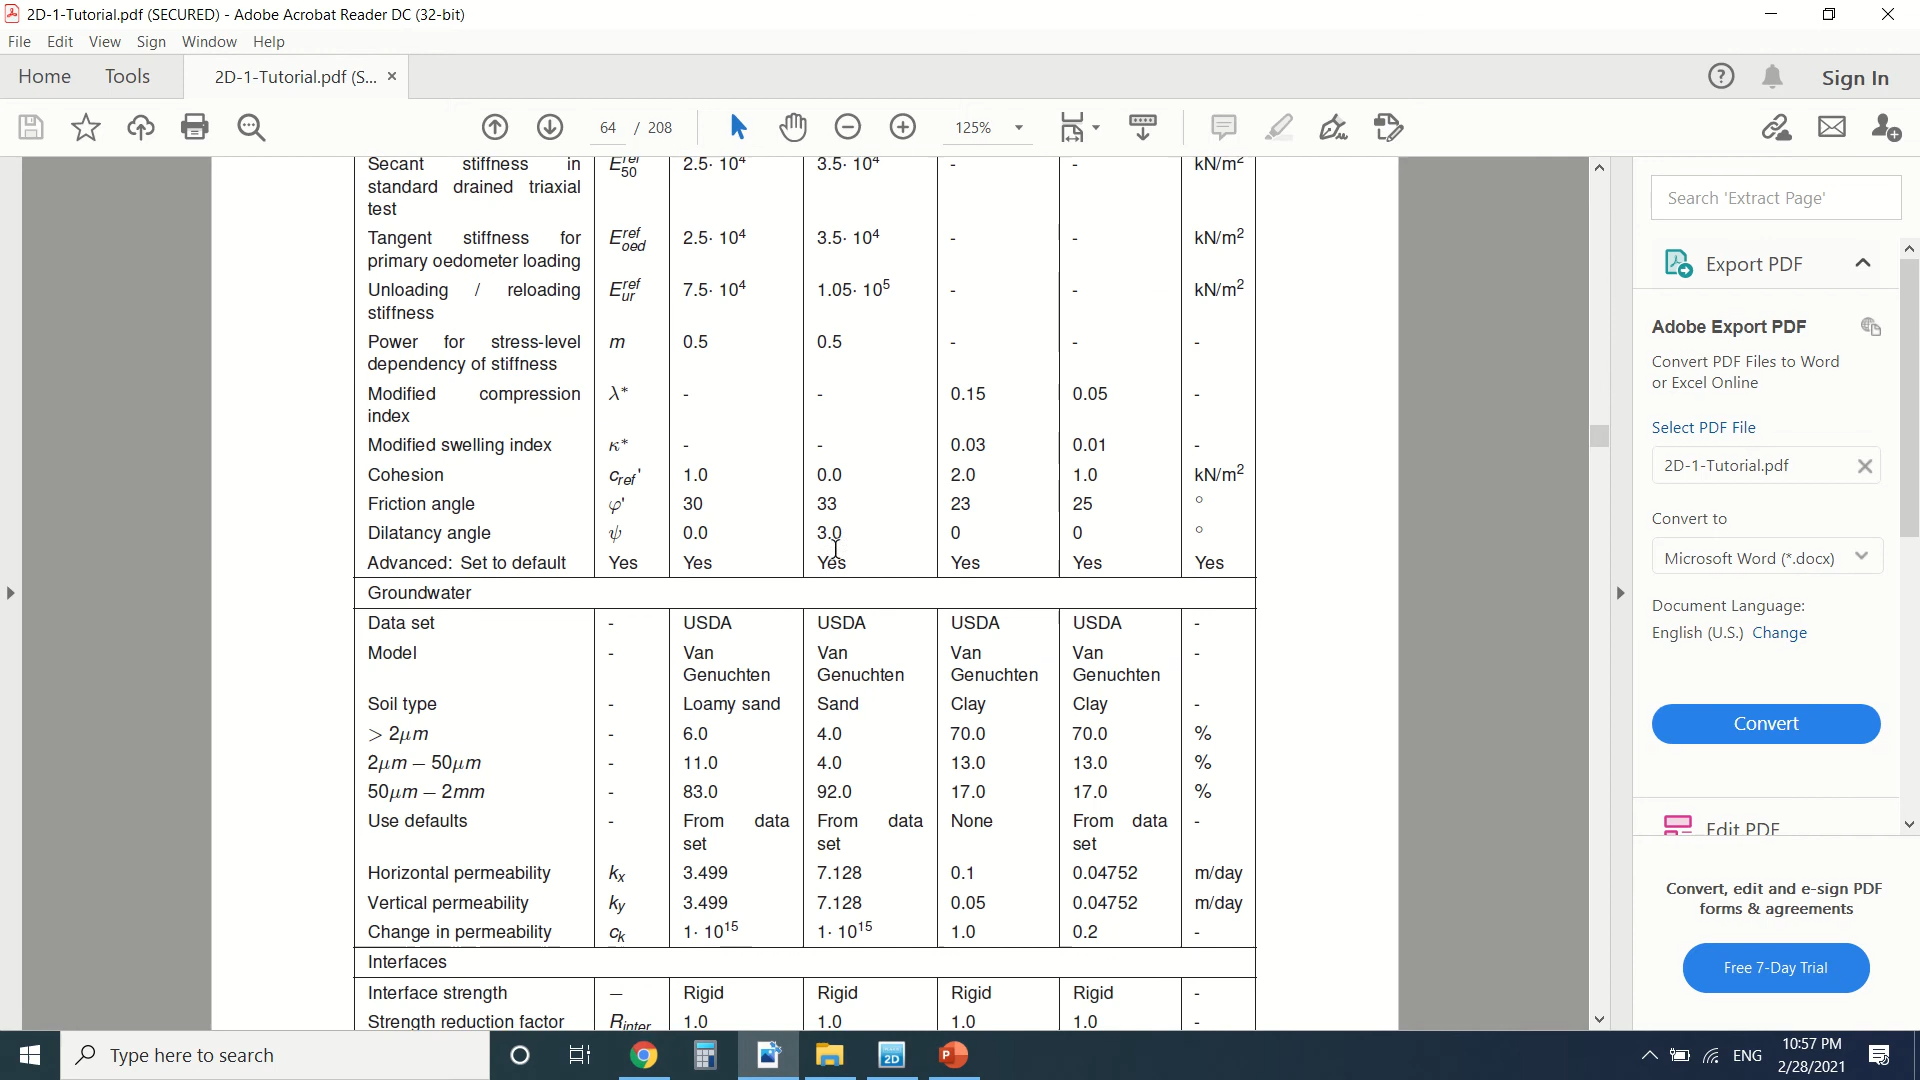 2D-1-Tutorial.pdf (SECURED) - Adobe Acrobat Reader DC (32-bit)
File Edit View Sign Window Help
Home Tools 2D-1-Tutorial.pdf (S... × Sign In
64 / 208 125%
Secant stiffness in E50ref 2.5· 10⁴ 3.5· 10⁴ - - kN/m²
standard drained triaxial
test
Tangent stiffness for Eoedref 2.5· 10⁴ 3.5· 10⁴ - - kN/m²
primary oedometer loading
Unloading / reloading Eurref 7.5· 10⁴ 1.05· 10⁵ - - kN/m²
stiffness
Power for stress-level m 0.5 0.5 - - -
dependency of stiffness
Modified compression λ* - - 0.15 0.05 -
index
Modified swelling index κ* - - 0.03 0.01 -
Cohesion cref' 1.0 0.0 2.0 1.0 kN/m²
Friction angle φ' 30 33 23 25 °
Dilatancy angle ψ 0.0 3.0 0 0 °
Advanced: Set to default Yes Yes Yes Yes Yes Yes
Groundwater
Data set - USDA USDA USDA USDA -
Model - Van Van Van Van -
Genuchten Genuchten Genuchten Genuchten
Soil type - Loamy sand Sand Clay Clay -
> 2μm - 6.0 4.0 70.0 70.0 %
2μm – 50μm - 11.0 4.0 13.0 13.0 %
50μm – 2mm - 83.0 92.0 17.0 17.0 %
Use defaults - From data From data None From data -
set set set
Horizontal permeability kx 3.499 7.128 0.1 0.04752 m/day
Vertical permeability ky 3.499 7.128 0.05 0.04752 m/day
Change in permeability ck 1· 10¹⁵ 1· 10¹⁵ 1.0 0.2 -
Interfaces
Interface strength – Rigid Rigid Rigid Rigid -
Strength reduction factor Rinter 1.0 1.0 1.0 1.0 -
Search 'Extract Page'
Export PDF
Adobe Export PDF
Convert PDF Files to Word
or Excel Online
Select PDF File
2D-1-Tutorial.pdf
Convert to
Microsoft Word (*.docx)
Document Language:
English (U.S.) Change
Convert
Edit PDF
Convert, edit and e-sign PDF
forms & agreements
Free 7-Day Trial
Type here to search
2D
P
ENG
10:57 PM
2/28/2021